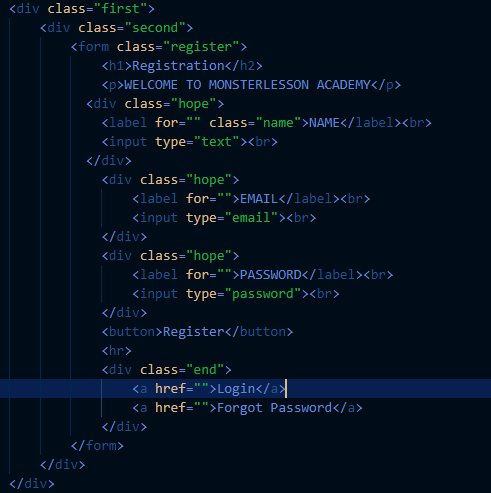 <div class="first">
    <div class="second">
        <form class="register">
            <h1>Registration</h2>
            <p>WELCOME TO MONSTERLESSON ACADEMY</p>
          <div class="hope">
            <label for="" class="name">NAME</label><br>
            <input type="text"><br>
          </div>
            <div class="hope">
                <label for="">EMAIL</label><br>
                <input type="email"><br>
            </div>
            <div class="hope">
                <label for="">PASSWORD</label><br>
                <input type="password"><br>
            </div>
            <button>Register</button>
            <hr>
            <div class="end">
                <a href="">Login</a>
                <a href="">Forgot Password</a>
            </div>
        </form>
    </div>
</div>